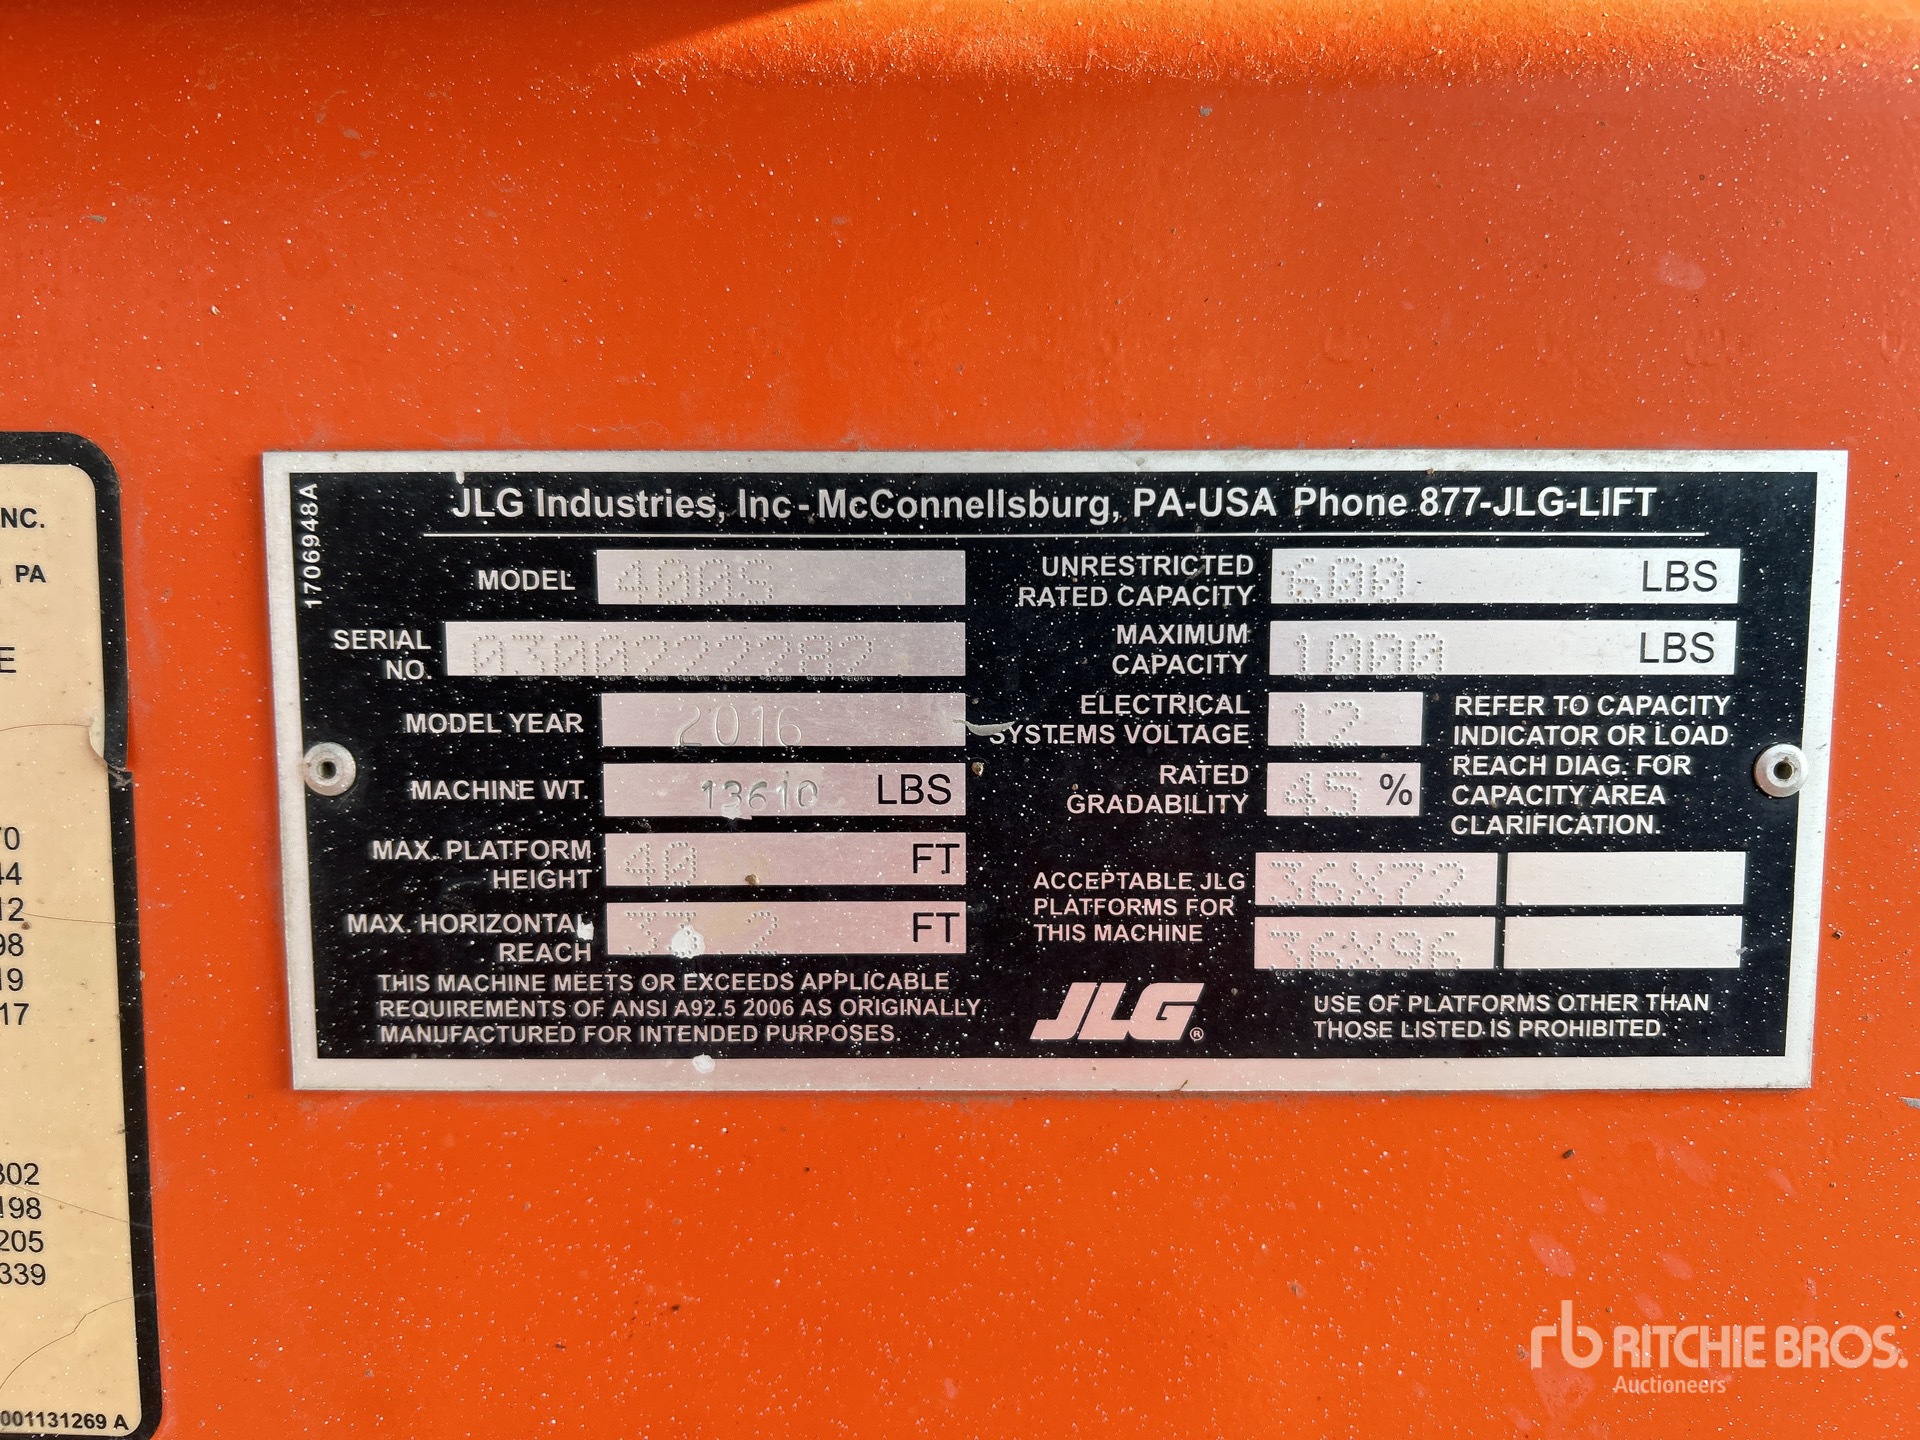 NC.
, PA
E
70
44
12
98
19
17
302
198
205
339
001131269 A
17069948A
JLG Industries, Inc - McConnellsburg, PA-USA Phone 877-JLG-LIFT
MODEL 400S
SERIAL NO. 0300222282
MODEL YEAR 2016
MACHINE WT. 13610 LBS
MAX. PLATFORM HEIGHT 40 FT
MAX. HORIZONTAL REACH FT
THIS MACHINE MEETS OR EXCEEDS APPLICABLE
REQUIREMENTS OF ANSI A92.5 2006 AS ORIGINALLY
MANUFACTURED FOR INTENDED PURPOSES.
UNRESTRICTED RATED CAPACITY 600 LBS
MAXIMUM CAPACITY 1000 LBS
ELECTRICAL SYSTEMS VOLTAGE 12
RATED GRADABILITY 45 %
REFER TO CAPACITY
INDICATOR OR LOAD
REACH DIAG. FOR
CAPACITY AREA
CLARIFICATION.
ACCEPTABLE JLG
PLATFORMS FOR
THIS MACHINE
36X72
36X96
JLG®
USE OF PLATFORMS OTHER THAN
THOSE LISTED IS PROHIBITED.
rb RITCHIE BROS.
Auctioneers